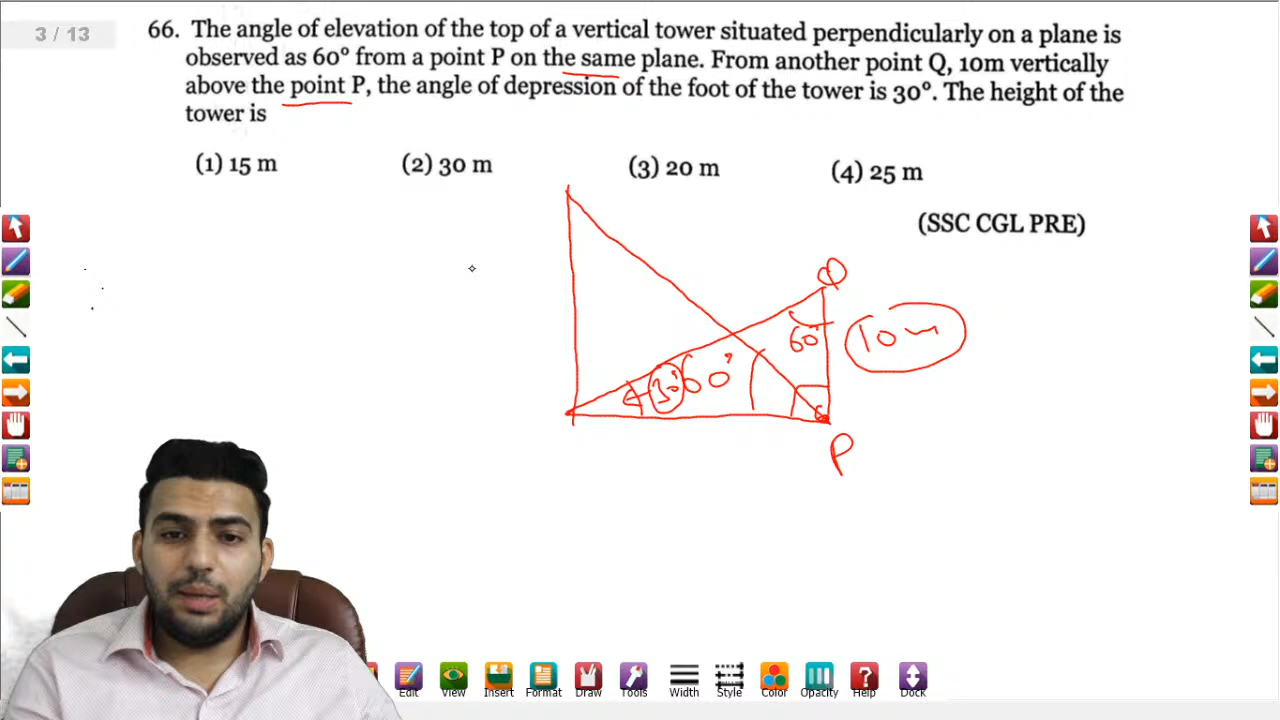 3 / 13
66. The angle of elevation of the top of a vertical tower situated perpendicularly on a plane is
observed as 60° from a point P on the same plane. From another point Q, 10m vertically
above the point P, the angle of depression of the foot of the tower is 30°. The height of the
tower is
(1) 15 m (2) 30 m (3) 20 m (4) 25 m
(SSC CGL PRE)
Q
60° 10m
30° 60°
P
Edit View Insert Format Draw Tools Width Style Color Opacity Help Dock